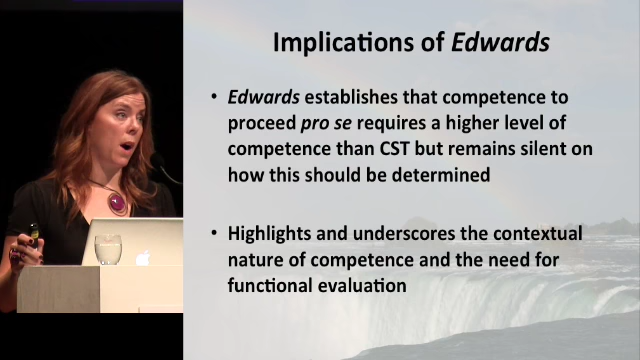 Implications of Edwards
• Edwards establishes that competence to
proceed pro se requires a higher level of
competence than CST but remains silent on
how this should be determined
• Highlights and underscores the contextual
nature of competence and the need for
functional evaluation